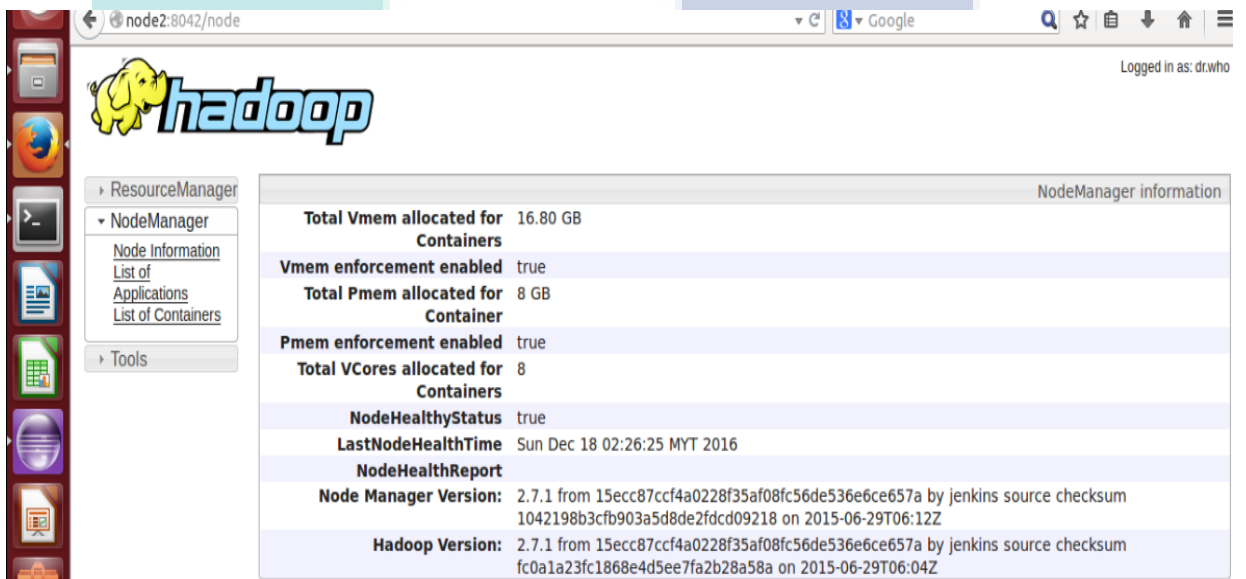 node2:8042/node
Google
Logged in as: dr.who
hadoop
ResourceManager
NodeManager
Node Information
List of
Applications
List of Containers
Tools
NodeManager information
Total Vmem allocated for 16.80 GB
Containers
Vmem enforcement enabled true
Total Pmem allocated for 8 GB
Container
Pmem enforcement enabled true
Total VCores allocated for 8
Containers
NodeHealthyStatus true
LastNodeHealthTime Sun Dec 18 02:26:25 MYT 2016
NodeHealthReport
Node Manager Version: 2.7.1 from 15ecc87ccf4a0228f35af08fc56de536e6ce657a by jenkins source checksum
1042198b3cfb903a5d8de2fdcd09218 on 2015-06-29T06:12Z
Hadoop Version: 2.7.1 from 15ecc87ccf4a0228f35af08fc56de536e6ce657a by jenkins source checksum
fc0a1a23fc1868e4d5ee7fa2b28a58a on 2015-06-29T06:04Z